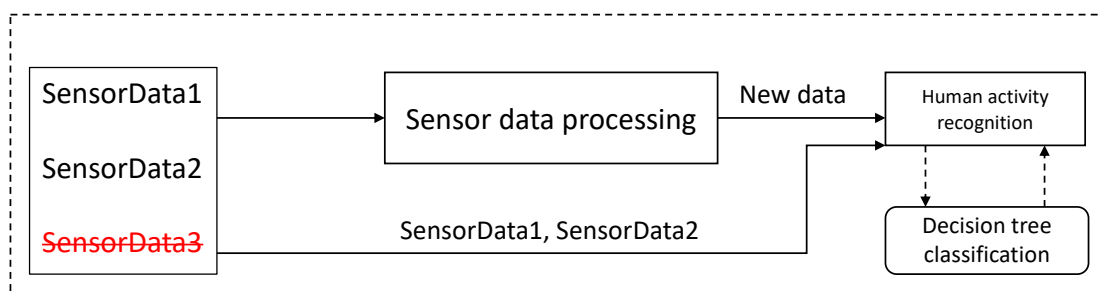 SensorData1
SensorData2
SensorData3
Sensor data processing
New data
SensorData1, SensorData2
Human activity
recognition
Decision tree
classification